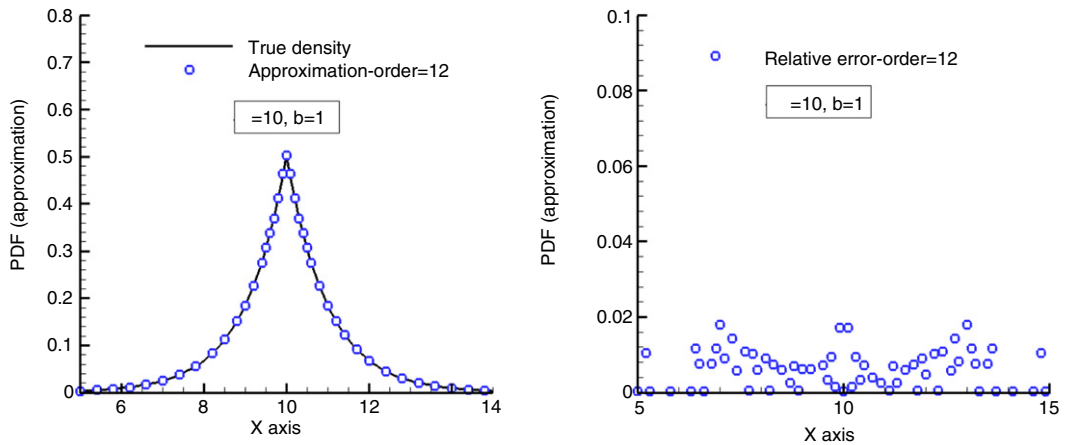 0.8
0.7
0.6
0.5
0.4
0.3
0.2
0.1
0
PDF (approximation)
True density
Approximation-order=12
=10, b=1
6
8
10
12
14
X axis
0.1
0.08
0.06
0.04
0.02
0
PDF (approximation)
Relative error-order=12
=10, b=1
5
10
15
X axis